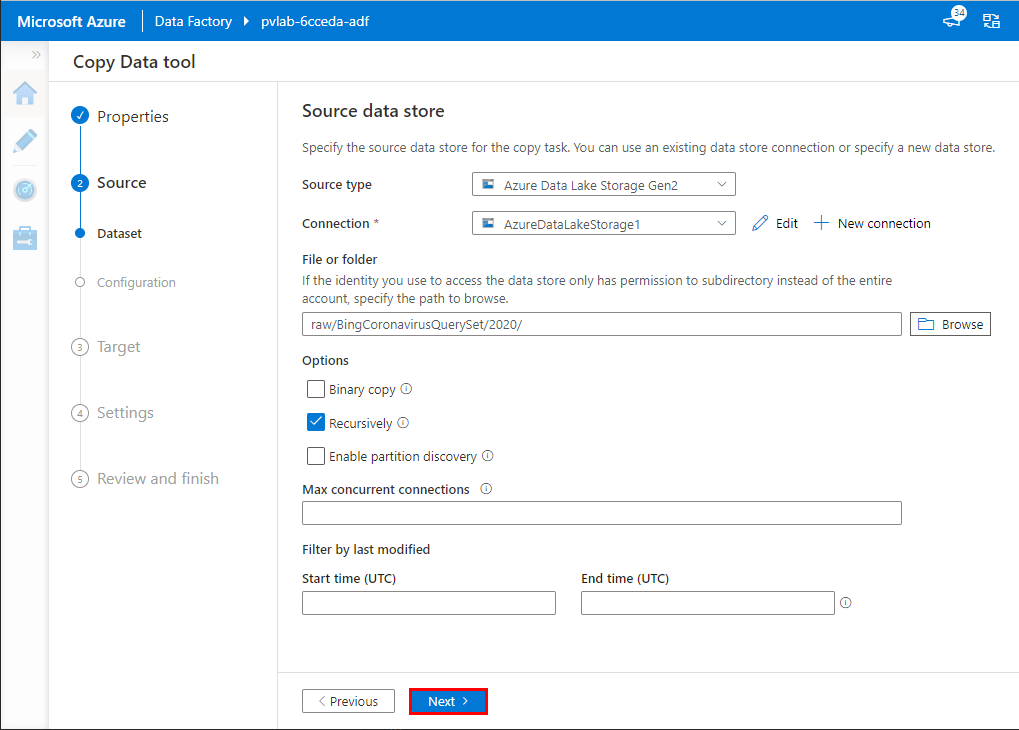 Microsoft Azure
Data Factory
pvlab-6cceda-adf
34
Copy Data tool
Properties
2
Source
Dataset
Configuration
3
Target
4
Settings
5
Review and finish
Source data store
Specify the source data store for the copy task. You can use an existing data store connection or specify a new data store.
Source type
Azure Data Lake Storage Gen2
Connection *
AzureDataLakeStorage1
Edit
New connection
File or folder
If the identity you use to access the data store only has permission to subdirectory instead of the entire
account, specify the path to browse.
raw/BingCoronavirusQuerySet/2020/
Browse
Options
Binary copy
Recursively
Enable partition discovery
Max concurrent connections
Filter by last modified
Start time (UTC)
End time (UTC)
Previous
Next